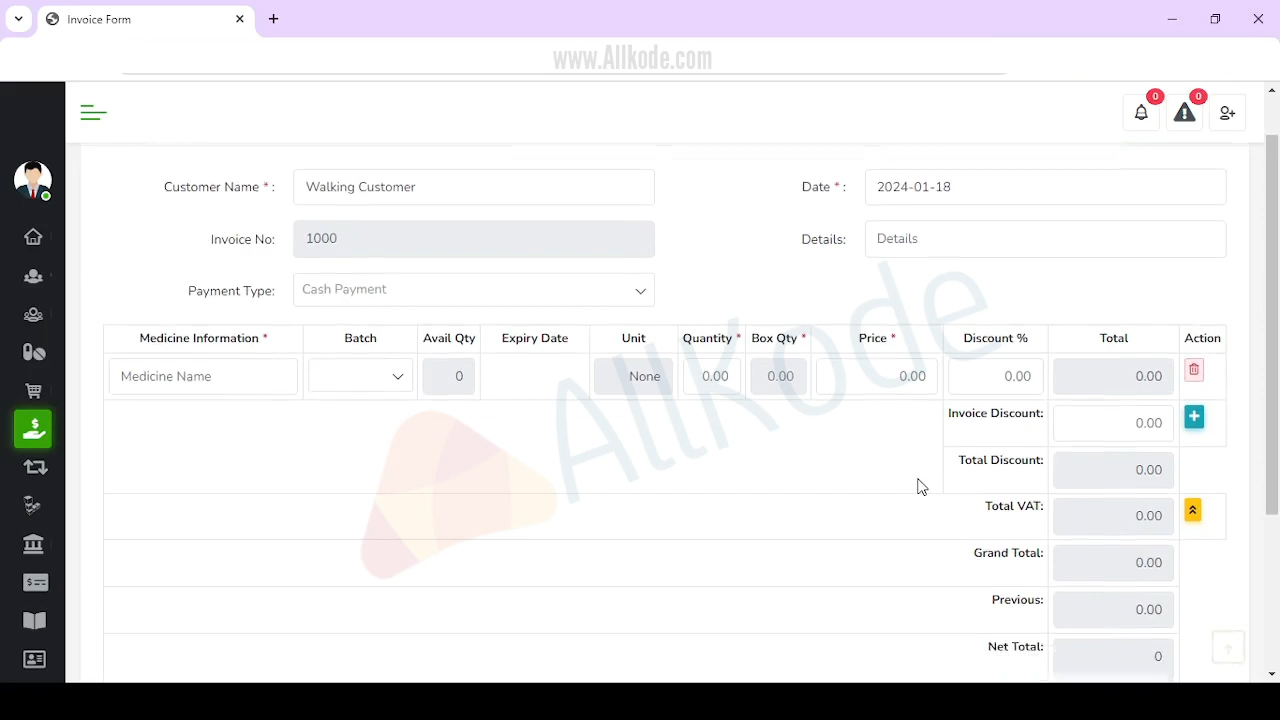 Invoice Form
www.Allkode.com
0 0
Customer Name * : Walking Customer Date * : 2024-01-18
Invoice No: 1000 Details: Details
Payment Type: Cash Payment
Medicine Information * Batch Avail Qty Expiry Date Unit Quantity * Box Qty * Price * Discount % Total Action
Medicine Name 0 None 0.00 0.00 0.00 0.00 0.00
Invoice Discount: 0.00
Total Discount: 0.00
Total VAT: 0.00
Grand Total: 0.00
Previous: 0.00
Net Total: 0
AllKode